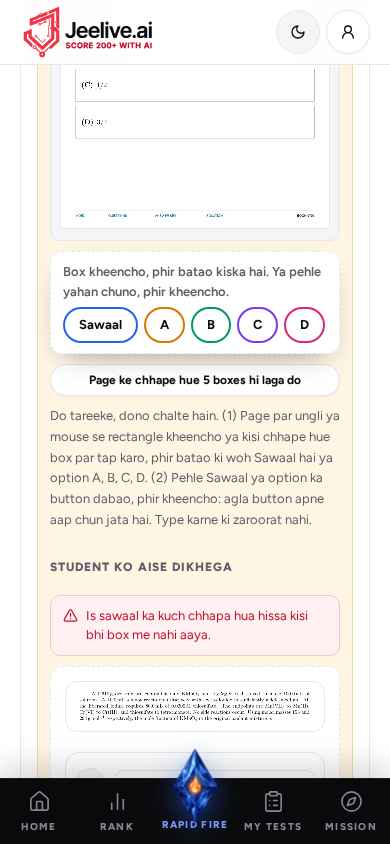 Jeelive.ai
SCORE 200+ WITH AI
(C)
(D)
Box kheencho, phir batao kiska hai. Ya pehle
yahan chuno, phir kheencho.
Sawaal A B C D
Page ke chhape hue 5 boxes hi laga do
Do tareeke, dono chalte hain. (1) Page par ungli ya
mouse se rectangle kheencho ya kisi chhape hue
box par tap karo, phir batao ki woh Sawaal hai ya
option A, B, C, D. (2) Pehle Sawaal ya option ka
button dabao, phir kheencho: agla button apne
aap chun jata hai. Type karne ki zaroorat nahi.
STUDENT KO AISE DIKHEGA
Is sawaal ka kuch chhapa hua hissa kisi
bhi box me nahi aaya.
HOME RANK RAPID FIRE MY TESTS MISSION